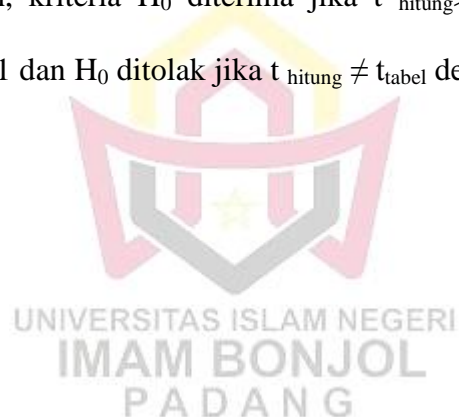 kriteria H₀ diterima jika t hitung
1 dan H₀ ditolak jika t hitung ≠ ttabel de
UNIVERSITAS ISLAM NEGERI
IMAM BONJOL
PADANG